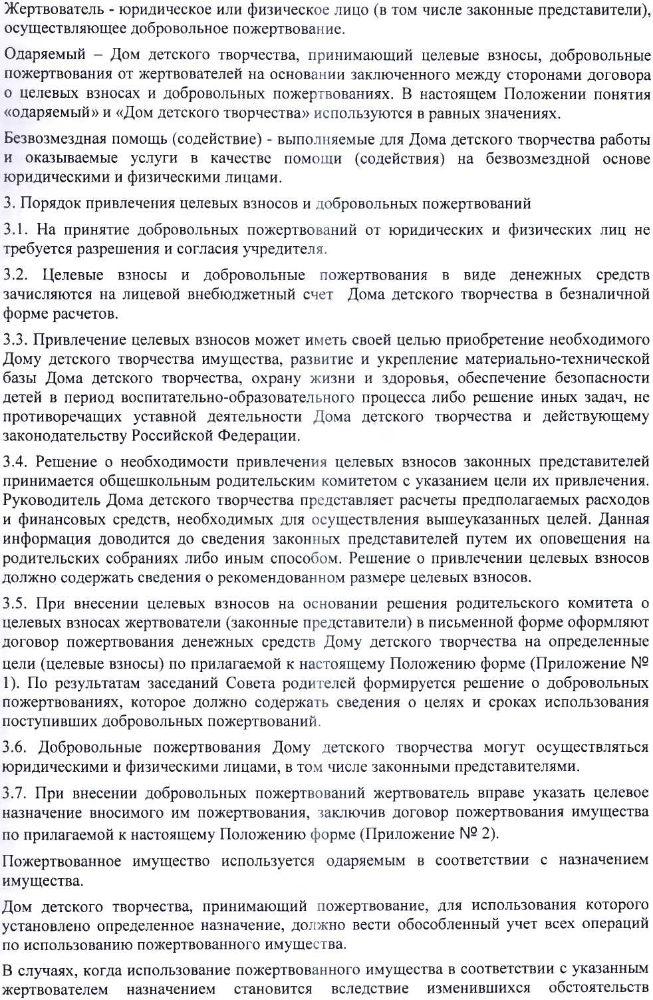 Жертвователь - юридическое или физическое лицо (в том числе законные представители),
осуществляющее добровольное пожертвование.
Одаряемый – Дом детского творчества, принимающий целевые взносы, добровольные
пожертвования от жертвователей на основании заключенного между сторонами договора
о целевых взносах и добровольных пожертвованиях. В настоящем Положении понятия
«одаряемый» и «Дом детского творчества» используются в равных значениях.
Безвозмездная помощь (содействие) - выполняемые для Дома детского творчества работы
и оказываемые услуги в качестве помощи (содействия) на безвозмездной основе
юридическими и физическими лицами.
3. Порядок привлечения целевых взносов и добровольных пожертвований
3.1. На принятие добровольных пожертвований от юридических и физических лиц не
требуется разрешения и согласия учредителя.
3.2. Целевые взносы и добровольные пожертвования в виде денежных средств
зачисляются на лицевой внебюджетный счет Дома детского творчества в безналичной
форме расчетов.
3.3. Привлечение целевых взносов может иметь своей целью приобретение необходимого
Дому детского творчества имущества, развитие и укрепление материально-технической
базы Дома детского творчества, охрану жизни и здоровья, обеспечение безопасности
детей в период воспитательно-образовательного процесса либо решение иных задач, не
противоречащих уставной деятельности Дома детского творчества и действующему
законодательству Российской Федерации.
3.4. Решение о необходимости привлечения целевых взносов законных представителей
принимается общешкольным родительским комитетом с указанием цели их привлечения.
Руководитель Дома детского творчества представляет расчеты предполагаемых расходов
и финансовых средств, необходимых для осуществления вышеуказанных целей. Данная
информация доводится до сведения законных представителей путем их оповещения на
родительских собраниях либо иным способом. Решение о привлечении целевых взносов
должно содержать сведения о рекомендованном размере целевых взносов.
3.5. При внесении целевых взносов на основании решения родительского комитета о
целевых взносах жертвователи (законные представители) в письменной форме оформляют
договор пожертвования денежных средств Дому детского творчества на определенные
цели (целевые взносы) по прилагаемой к настоящему Положению форме (Приложение №
1). По результатам заседаний Совета родителей формируется решение о добровольных
пожертвованиях, которое должно содержать сведения о целях и сроках использования
поступивших добровольных пожертвований.
3.6. Добровольные пожертвования Дому детского творчества могут осуществляться
юридическими и физическими лицами, в том числе законными представителями.
3.7. При внесении добровольных пожертвований жертвователь вправе указать целевое
назначение вносимого им пожертвования, заключив договор пожертвования имущества
по прилагаемой к настоящему Положению форме (Приложение № 2).
Пожертвованное имущество используется одаряемым в соответствии с назначением
имущества.
Дом детского творчества, принимающий пожертвование, для использования которого
установлено определенное назначение, должно вести обособленный учет всех операций
по использованию пожертвованного имущества.
В случаях, когда использование пожертвованного имущества в соответствии с указанным
жертвователем назначением становится вследствие изменившихся обстоятельств